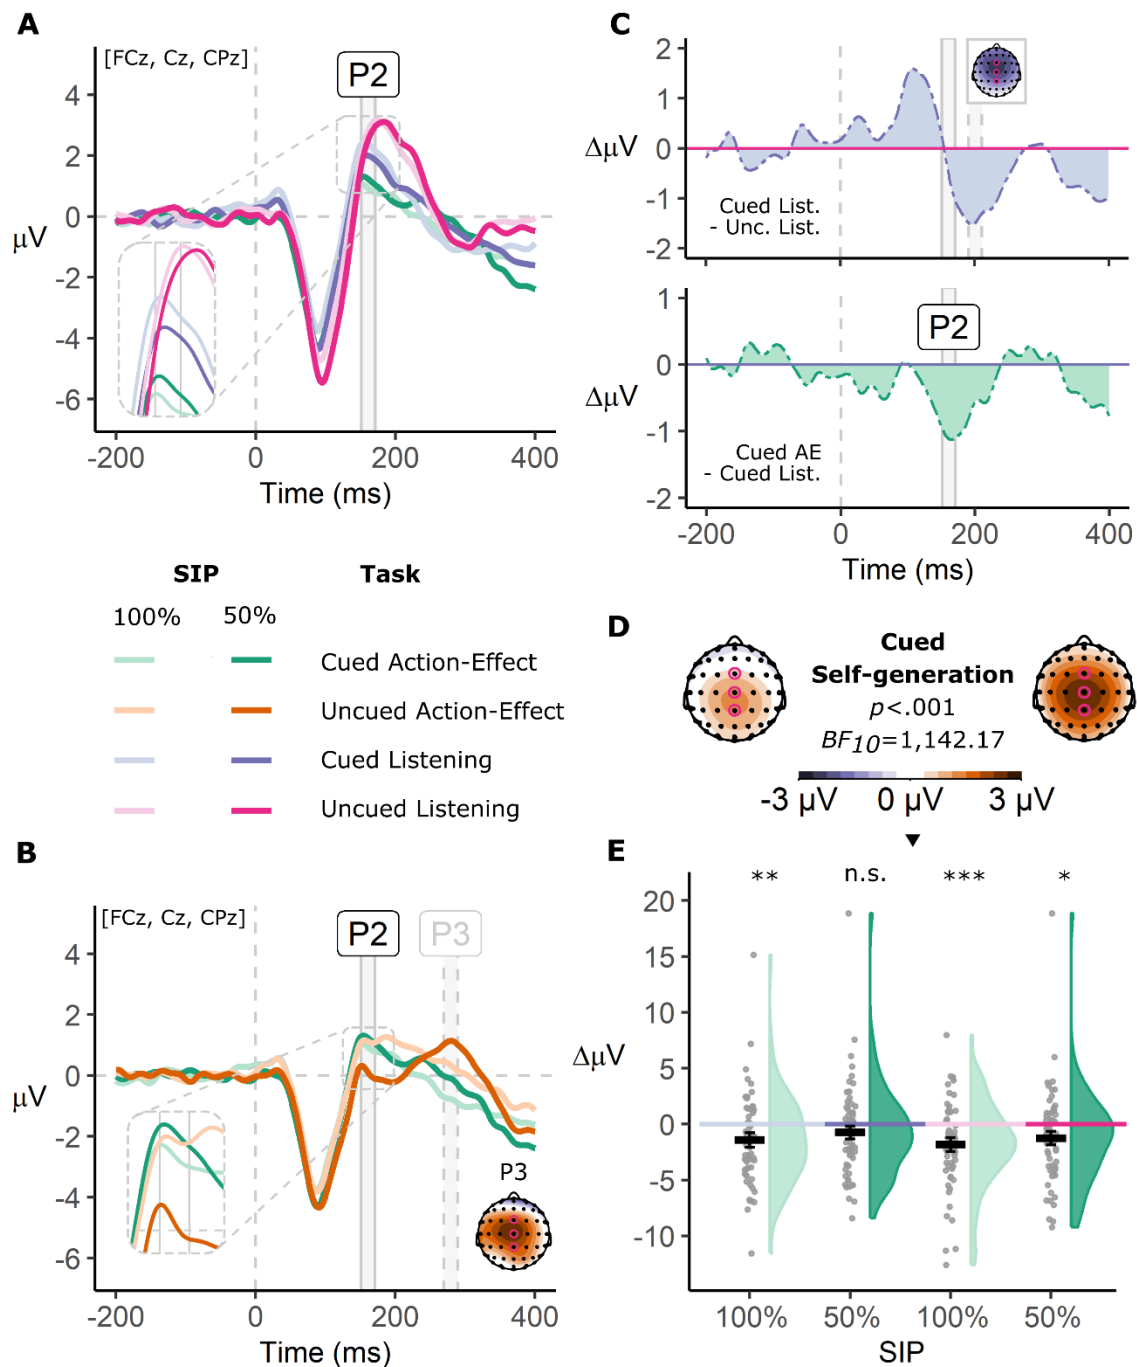 A
[FCz, Cz, CPz]
P2
4
2
0
-2
-4
-6
μV
-200
0
200
400
Time (ms)
C
2
1
0
-1
-2
ΔμV
Cued List.
- Unc. List.
1
0
-1
-2
ΔμV
P2
Cued AE
- Cued List.
-200
0
200
400
Time (ms)
SIP
Task
100%
50%
Cued Action-Effect
Uncued Action-Effect
Cued Listening
Uncued Listening
D
Cued
Self-generation
p<.001
BF10=1,142.17
-3 μV
0 μV
3 μV
B
[FCz, Cz, CPz]
P2
P3
4
2
0
-2
-4
-6
μV
P3
-200
0
200
400
Time (ms)
E
**
n.s.
***
*
20
15
10
5
0
-5
-10
ΔμV
100%
50%
100%
50%
SIP